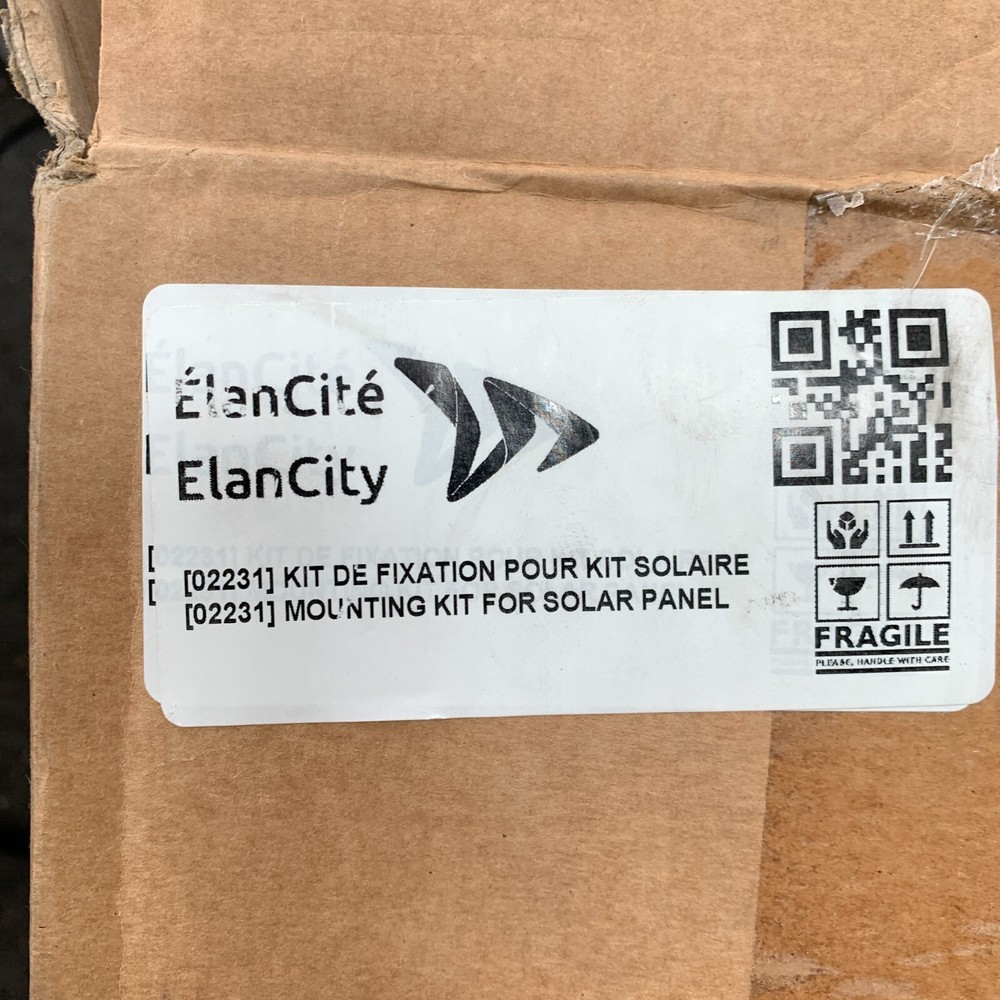 ÉlanCité
ElanCity
[02231] KIT DE FIXATION POUR KIT SOLAIRE
[02231] MOUNTING KIT FOR SOLAR PANEL
FRAGILE
PLEASE, HANDLE WITH CARE